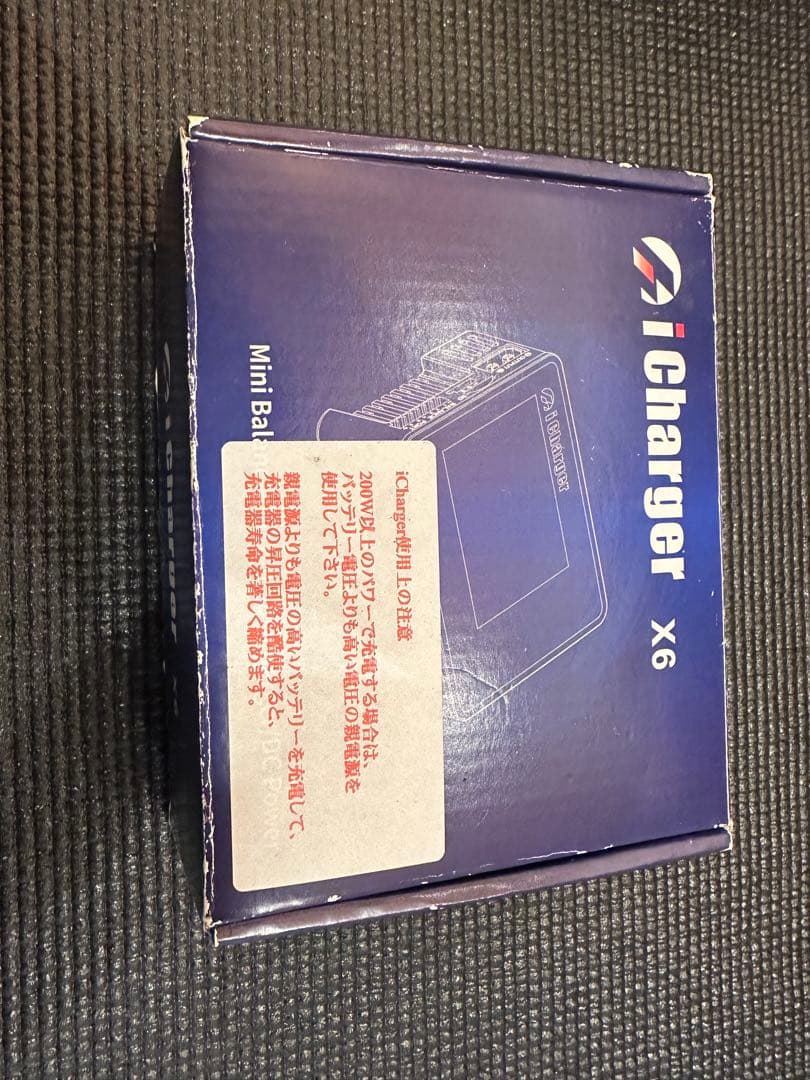 iCharger X6
iCharger
Mini
iCharger使用上の注意
200W以上のパワーで充電する場合は、
バッテリー電圧よりも高い電圧の親電源を
使用して下さい。
親電源よりも電圧の高いバッテリーを充電して、
充電器の昇圧回路を酷使すると、
充電器寿命を著しく縮めます。
/DC Power
iCharger